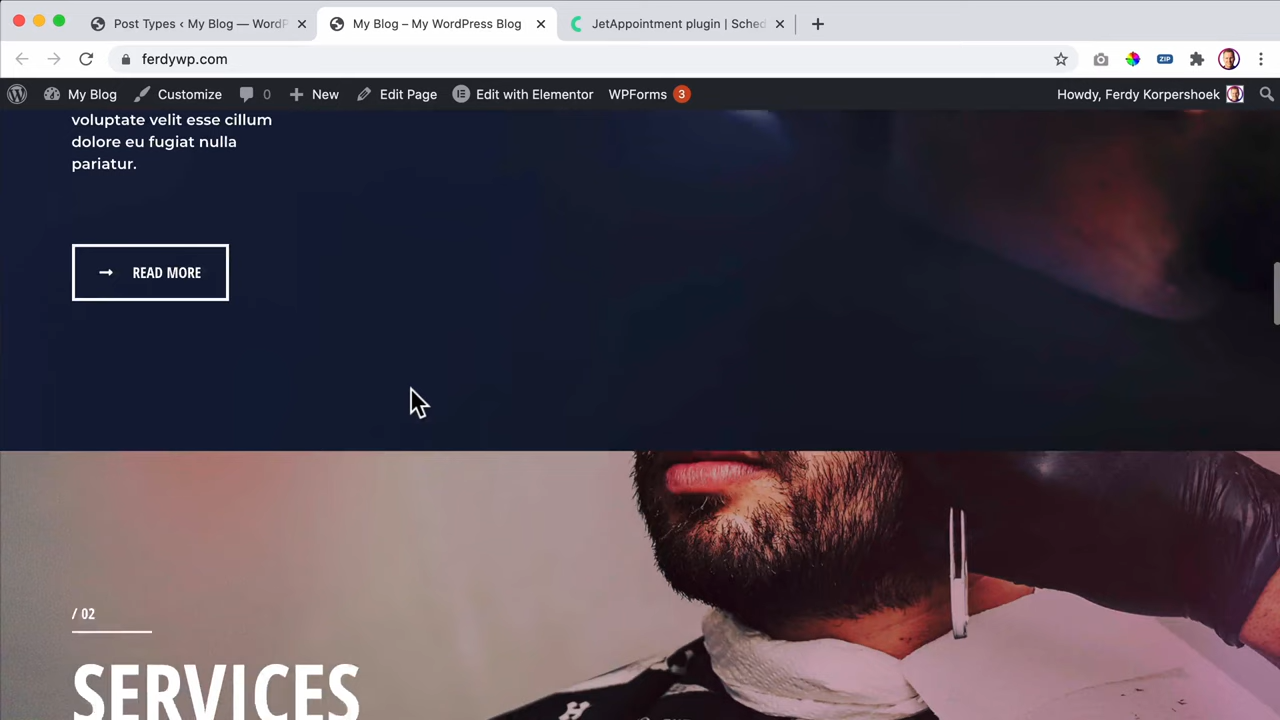 Post Types ‹ My Blog — WordP
My Blog – My WordPress Blog
JetAppointment plugin | Sched
ferdywp.com
ZIP
My Blog
Customize
0
New
Edit Page
Edit with Elementor
WPForms 3
Howdy, Ferdy Korpershoek
voluptate velit esse cillum
dolore eu fugiat nulla
pariatur.
READ MORE
/ 02
SERVICES